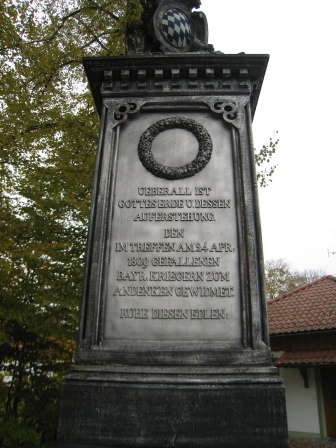 UEBERALL IST
GOTTES ERDE U. DESSEN
AUFERSTEHUNG.
DEN
IM TREFFEN AM 24. APR.
1809 GEFALLENEN
BAYR. KRIEGERN ZUM
ANDENKEN GEWIDMET.
RUHE DIESEN EDLEN!